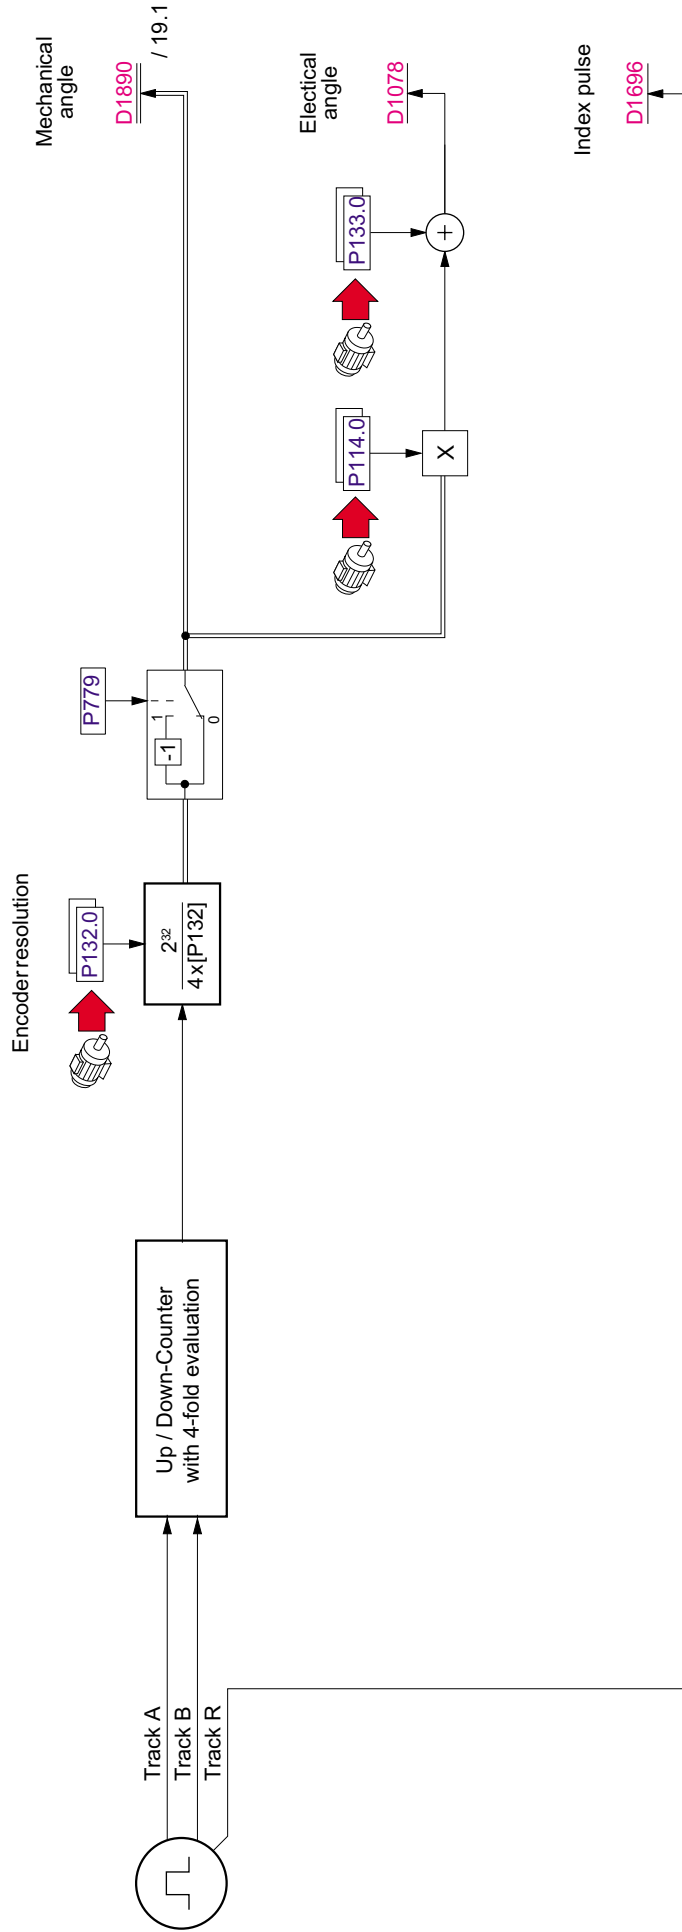 Track A
Track B
Track R
Up / Down-Counter
with 4-fold evaluation
Encoder resolution
P132.0
2³²
4x[P132]
P779
-1
1
0
Mechanical
angle
D1890
/ 19.1
P114.0
X
P133.0
+
Electical
angle
D1078
Index pulse
D1696